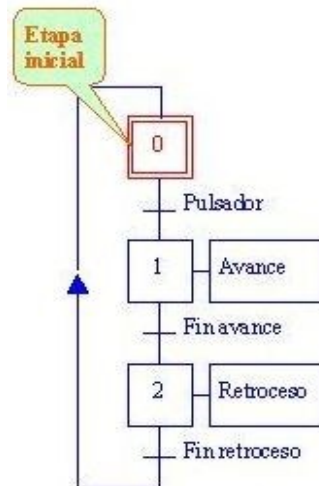 Etapa
inicial
0
Pulsador
1
Avance
Fin avance
2
Retroceso
Fin retroceso